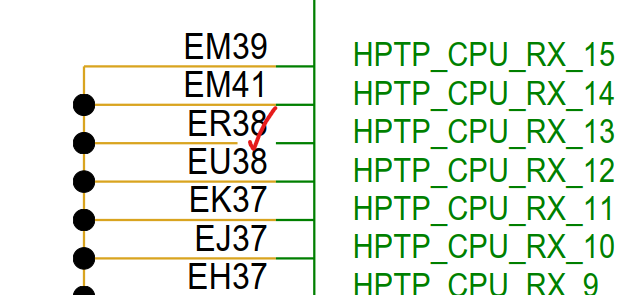 EM39 HPTP_CPU_RX_15
EM41 HPTP_CPU_RX_14
ER38 HPTP_CPU_RX_13
EU38 HPTP_CPU_RX_12
EK37 HPTP_CPU_RX_11
EJ37 HPTP_CPU_RX_10
EH37 HPTP_CPU_RX_9